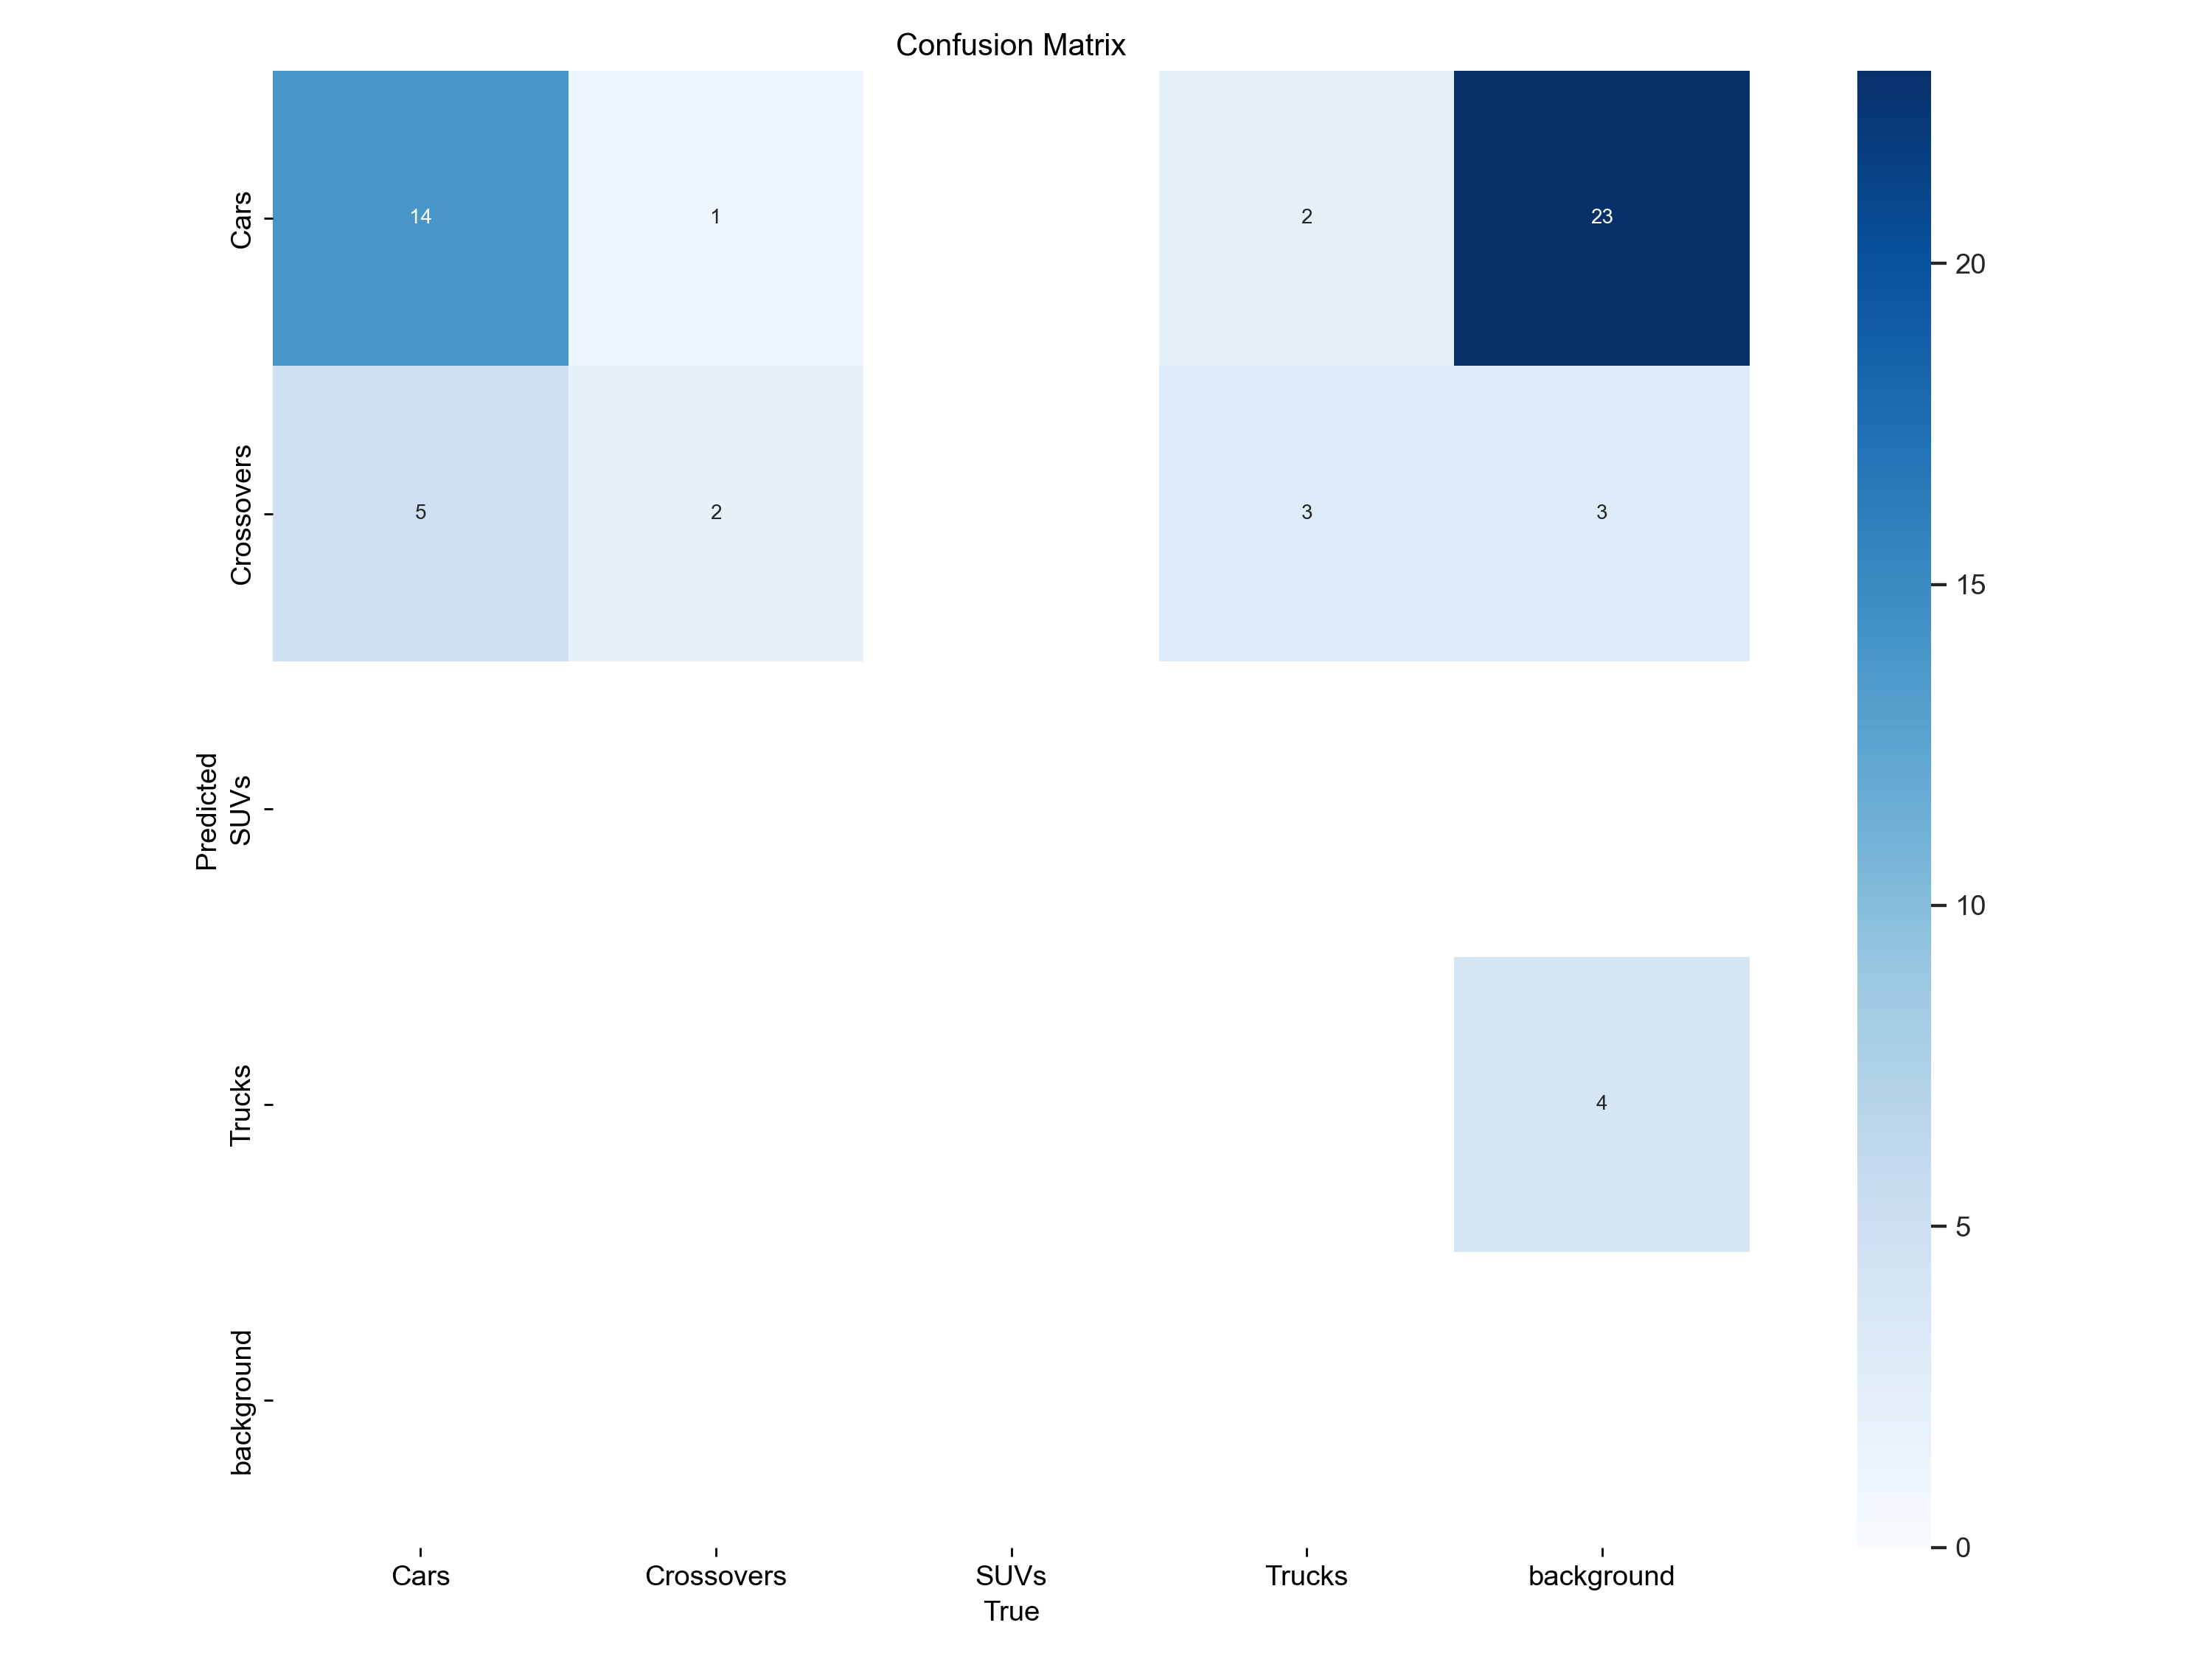 Confusion Matrix
Cars
14
1
2
23
Crossovers
5
2
3
3
Predicted
SUVs
Trucks
4
background
Cars
Crossovers
SUVs
Trucks
background
True
20
15
10
5
0